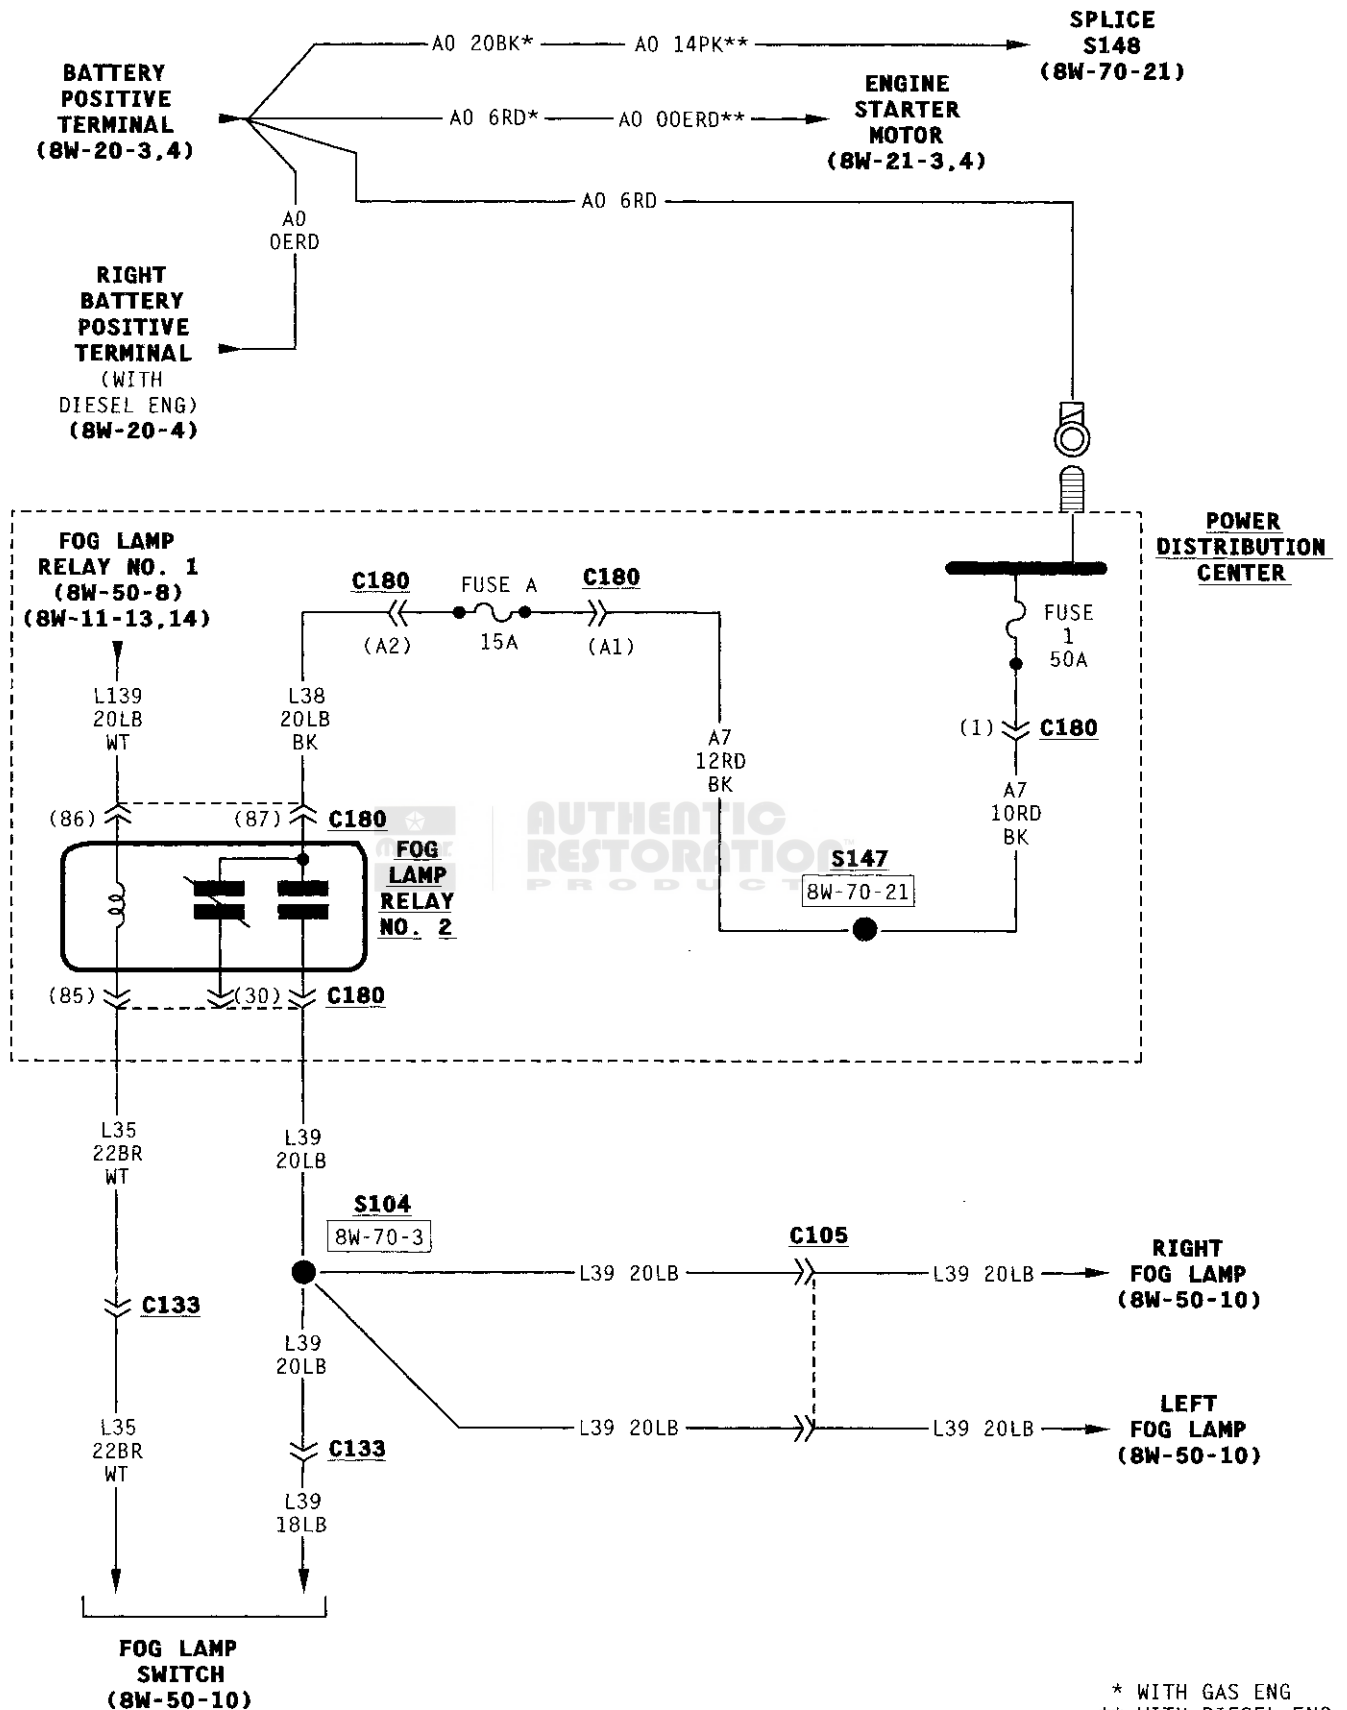 A0 20BK* A0 14PK**
SPLICE
S148
(8W-70-21)
BATTERY
POSITIVE
TERMINAL
(8W-20-3,4)
A0 6RD* A0 00ERD**
ENGINE
STARTER
MOTOR
(8W-21-3,4)
A0 6RD
A0
0ERD
RIGHT
BATTERY
POSITIVE
TERMINAL
(WITH
DIESEL ENG)
(8W-20-4)
POWER
DISTRIBUTION
CENTER
FOG LAMP
RELAY NO. 1
(8W-50-8)
(8W-11-13,14)
C180
FUSE A
C180
(A2)
15A
(A1)
FUSE
1
50A
L139
20LB
WT
L38
20LB
BK
A7
12RD
BK
(1)
C180
A7
10RD
BK
(86)
(87)
C180
AUTHENTIC
RESTORATION
FOG
LAMP
RELAY
NO. 2
S147
8W-70-21
(85)
(30)
C180
L35
22BR
WT
L39
20LB
S104
8W-70-3
C105
L39 20LB
L39 20LB
RIGHT
FOG LAMP
(8W-50-10)
C133
L39
20LB
L39 20LB
L39 20LB
LEFT
FOG LAMP
(8W-50-10)
L35
22BR
WT
C133
L39
18LB
FOG LAMP
SWITCH
(8W-50-10)
* WITH GAS ENG